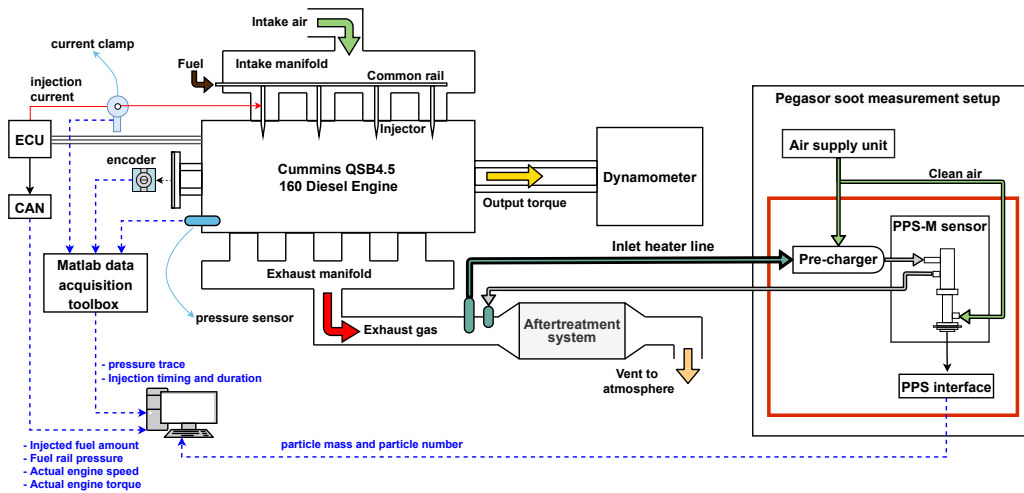 Intake air
current clamp
Fuel
Intake manifold
Common rail
injection
current
Injector
ECU
encoder
Cummins QSB4.5
160 Diesel Engine
Output torque
Dynamometer
CAN
Matlab data
acquisition
toolbox
Exhaust manifold
pressure sensor
Exhaust gas
Inlet heater line
Aftertreatment
system
Vent to
atmosphere
Pegasor soot measurement setup
Air supply unit
Clean air
PPS-M sensor
Pre-charger
PPS interface
- pressure trace
- Injection timing and duration
- Injected fuel amount
- Fuel rail pressure
- Actual engine speed
- Actual engine torque
particle mass and particle number